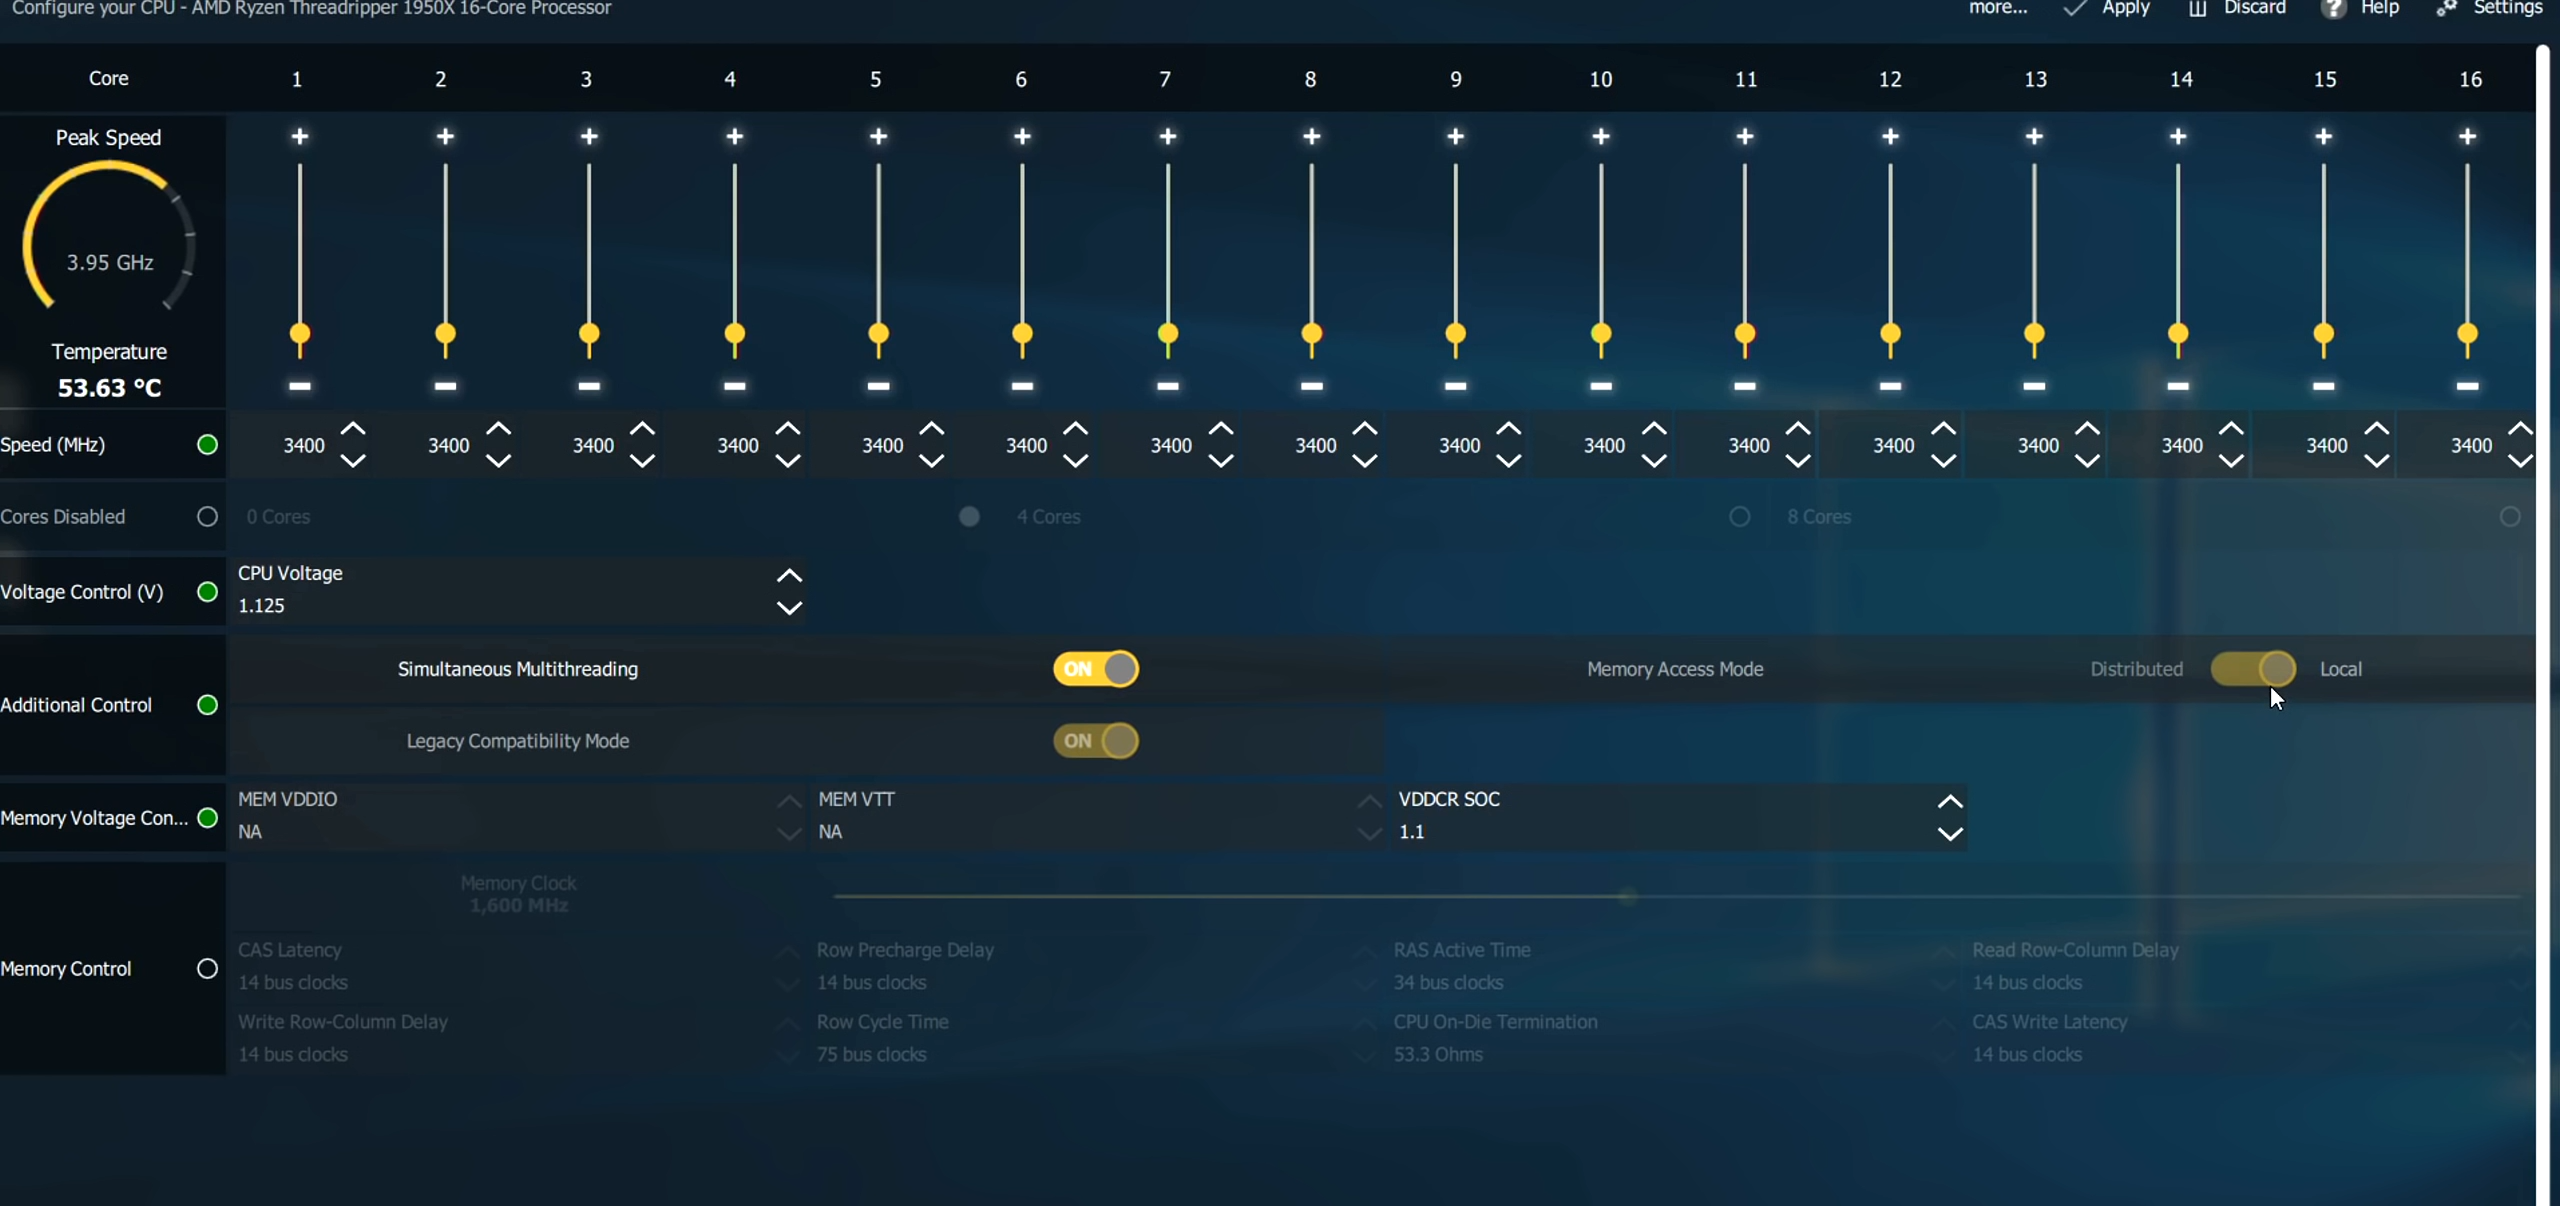 Configure your CPU - AMD Ryzen Threadripper 1950X 16-Core Processor more... Apply Discard Help Settings
Core 1 2 3 4 5 6 7 8 9 10 11 12 13 14 15 16
Peak Speed
3.95 GHz
Temperature
53.63 °C
Speed (MHz) 3400 3400 3400 3400 3400 3400 3400 3400 3400 3400 3400 3400 3400 3400 3400 3400
Cores Disabled 0 Cores 4 Cores 8 Cores
Voltage Control (V) CPU Voltage
1.125
Simultaneous Multithreading ON Memory Access Mode Distributed Local
Additional Control
Legacy Compatibility Mode ON
Memory Voltage Con... MEM VDDIO MEM VTT VDDCR SOC
NA NA 1.1
Memory Clock
1,600 MHz
Memory Control
CAS Latency Row Precharge Delay RAS Active Time Read Row-Column Delay
14 bus clocks 14 bus clocks 34 bus clocks 14 bus clocks
Write Row-Column Delay Row Cycle Time CPU On-Die Termination CAS Write Latency
14 bus clocks 75 bus clocks 53.3 Ohms 14 bus clocks